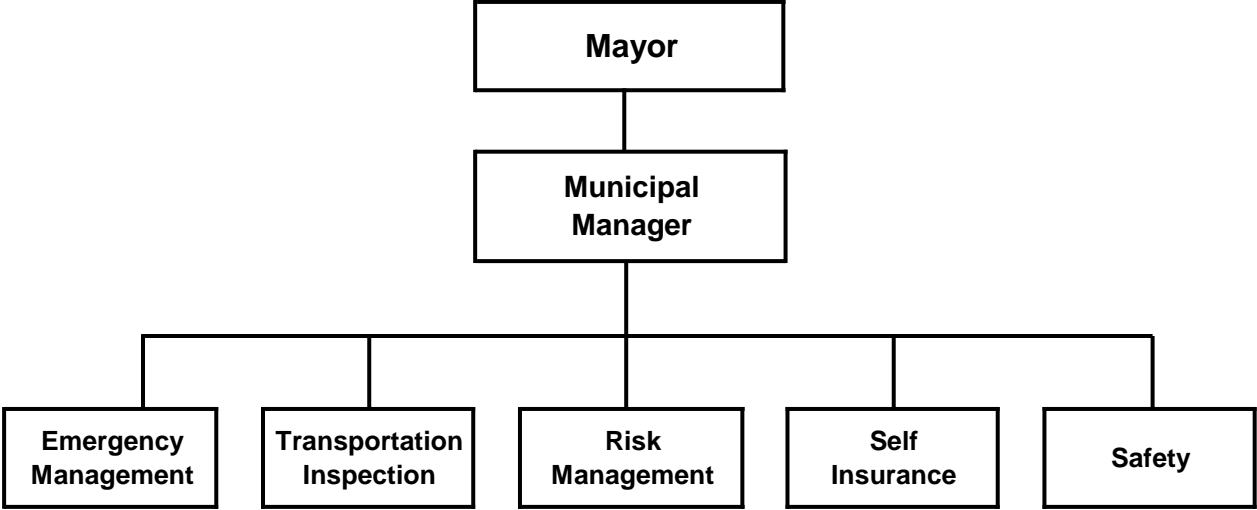 Mayor
Municipal
Manager
Emergency
Management
Transportation
Inspection
Risk
Management
Self
Insurance
Safety